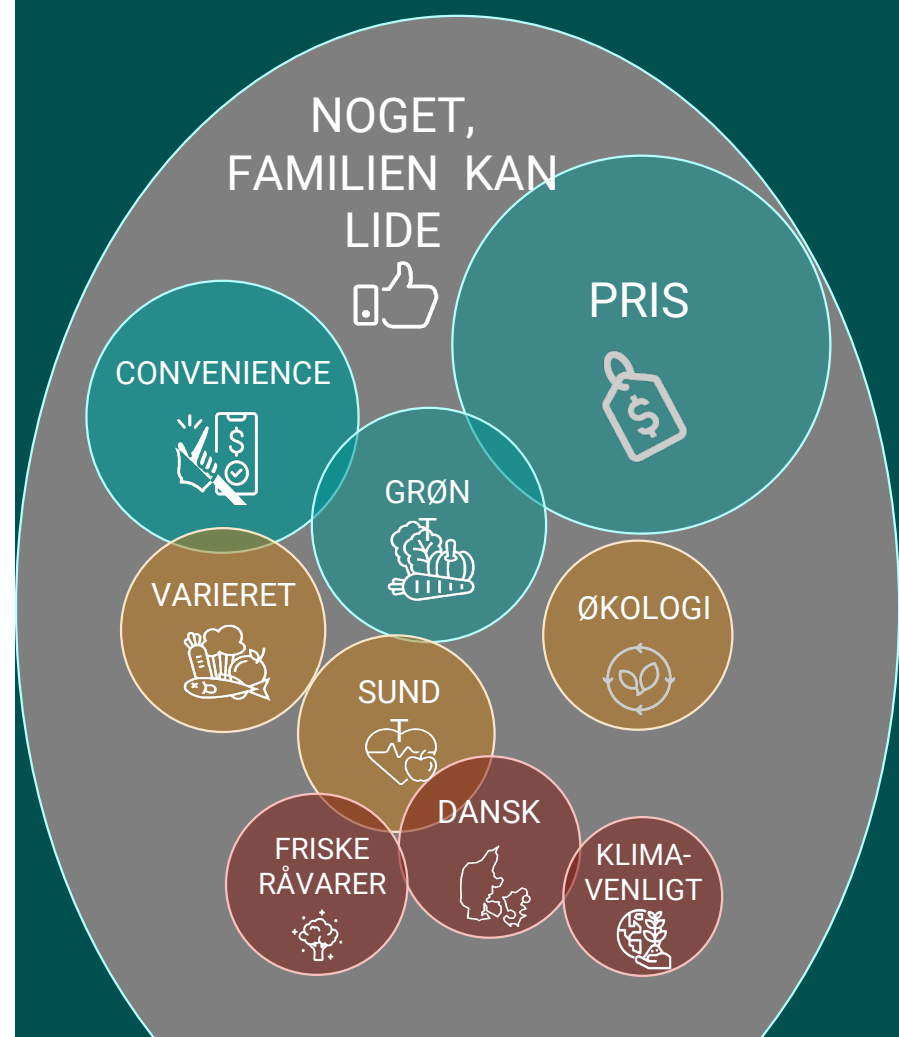 NOGET,
FAMILIEN KAN
LIDE
PRIS
$
CONVENIENCE
$
GRØN
T
VARIERET
ØKOLOGI
SUND
T
DANSK
FRISKE
RÅVARER
KLIMA-
VENLIGT